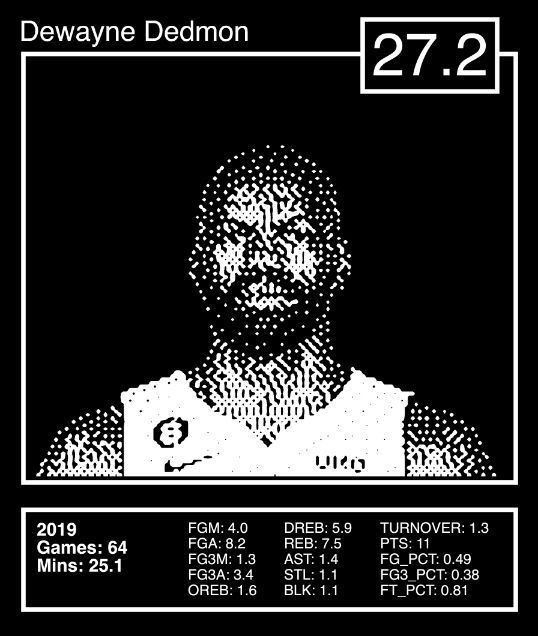 Dewayne Dedmon
27.2
2019
Games: 64
Mins: 25.1
FGM: 4.0
FGA: 8.2
FG3M: 1.3
FG3A: 3.4
OREB: 1.6
DREB: 5.9
REB: 7.5
AST: 1.4
STL: 1.1
BLK: 1.1
TURNOVER: 1.3
PTS: 11
FG_PCT: 0.49
FG3_PCT: 0.38
FT_PCT: 0.81